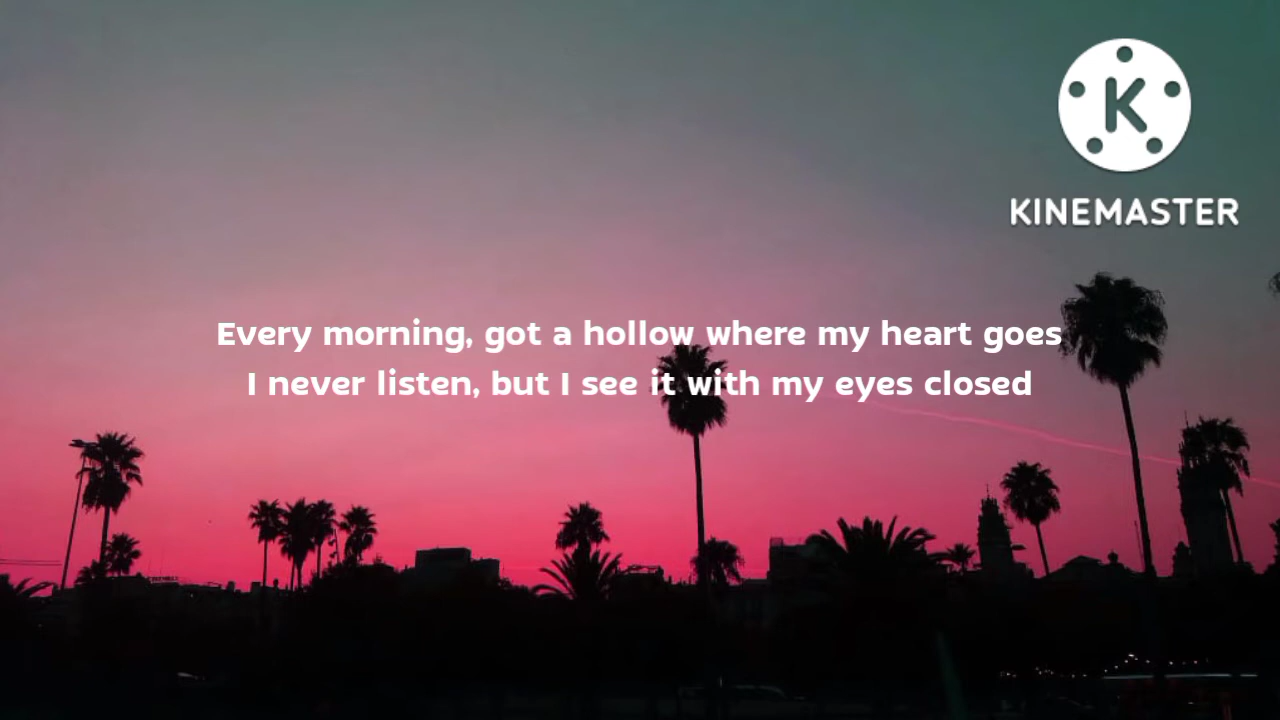 K
KINEMASTER
Every morning, got a hollow where my heart goes
I never listen, but I see it with my eyes closed